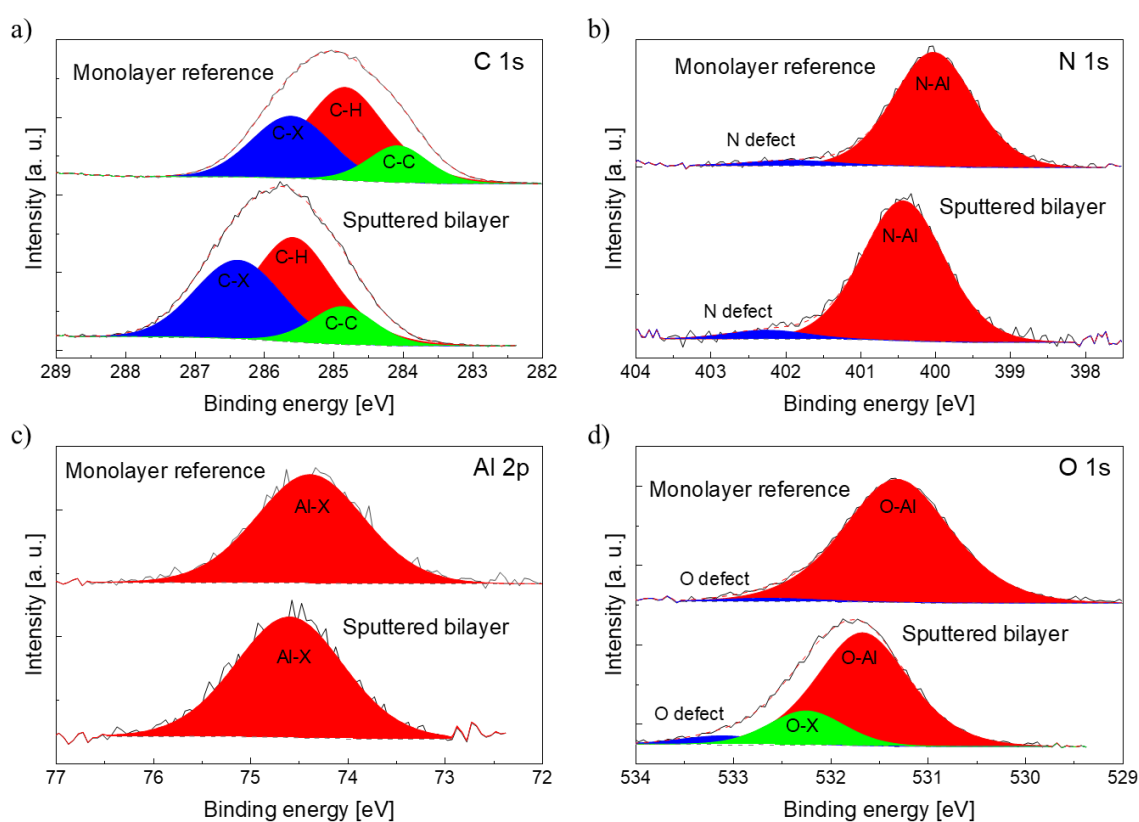 a)
C 1s
Monolayer reference
C-H
C-X
C-C
Sputtered bilayer
C-H
C-X
C-C
Intensity [a. u.]
289 288 287 286 285 284 283 282
Binding energy [eV]
b)
N 1s
Monolayer reference
N-Al
N defect
Sputtered bilayer
N-Al
N defect
Intensity [a. u.]
404 403 402 401 400 399 398
Binding energy [eV]
c)
Al 2p
Monolayer reference
Al-X
Sputtered bilayer
Al-X
Intensity [a. u.]
77 76 75 74 73 72
Binding energy [eV]
d)
O 1s
Monolayer reference
O-Al
O defect
Sputtered bilayer
O-Al
O defect
O-X
Intensity [a. u.]
534 533 532 531 530 529
Binding energy [eV]